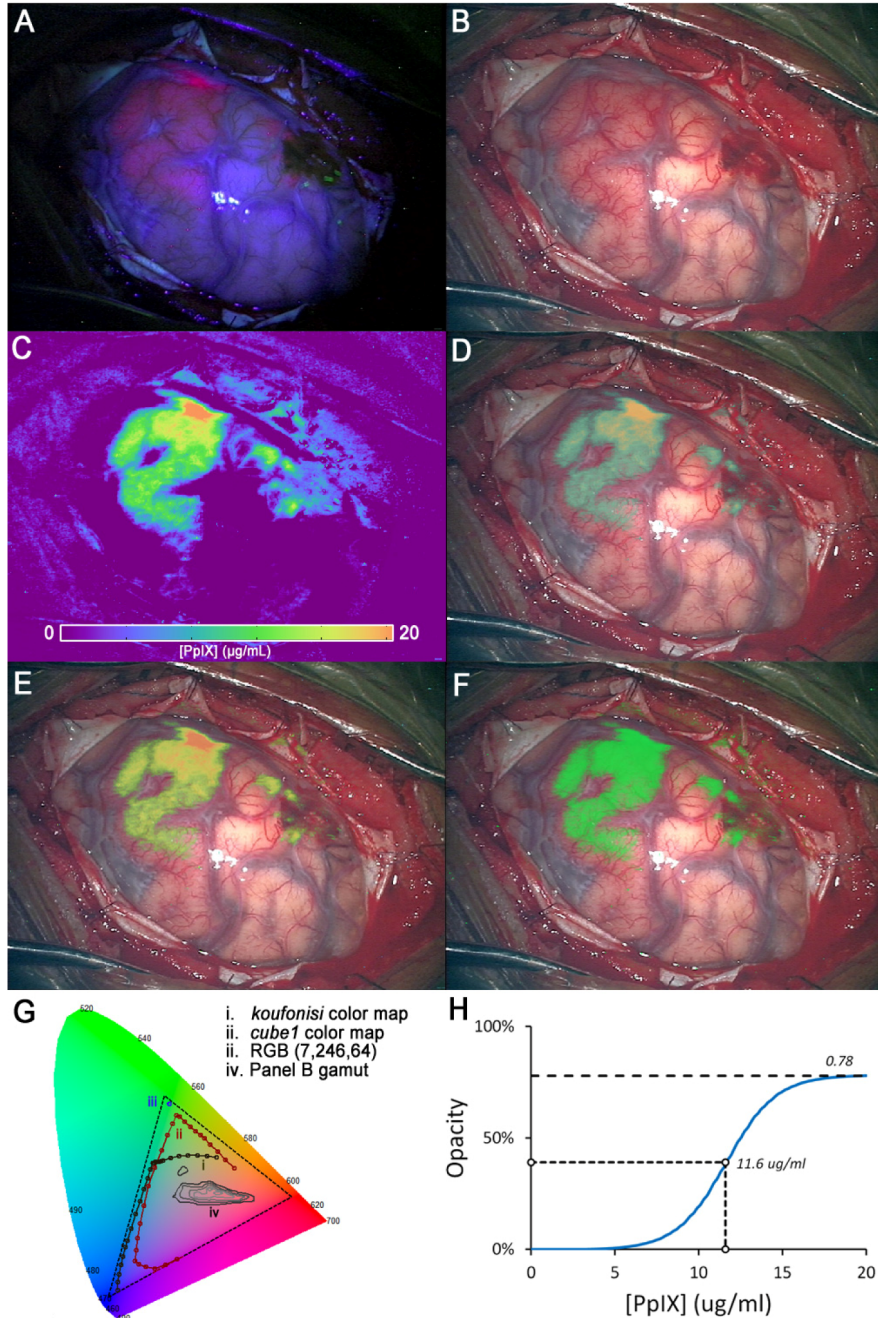 A
B
C
D
0
20
[PpIX] (µg/mL)
E
F
G
i. koufonisi color map
ii. cube1 color map
ii. RGB (7,246,64)
iv. Panel B gamut
520
540
560
580
600
620
700
490
480
470
460
iii
a
ii
i
iv
H
100%
50%
0%
Opacity
0.78
11.6 ug/ml
0
5
10
15
20
[PpIX] (ug/ml)